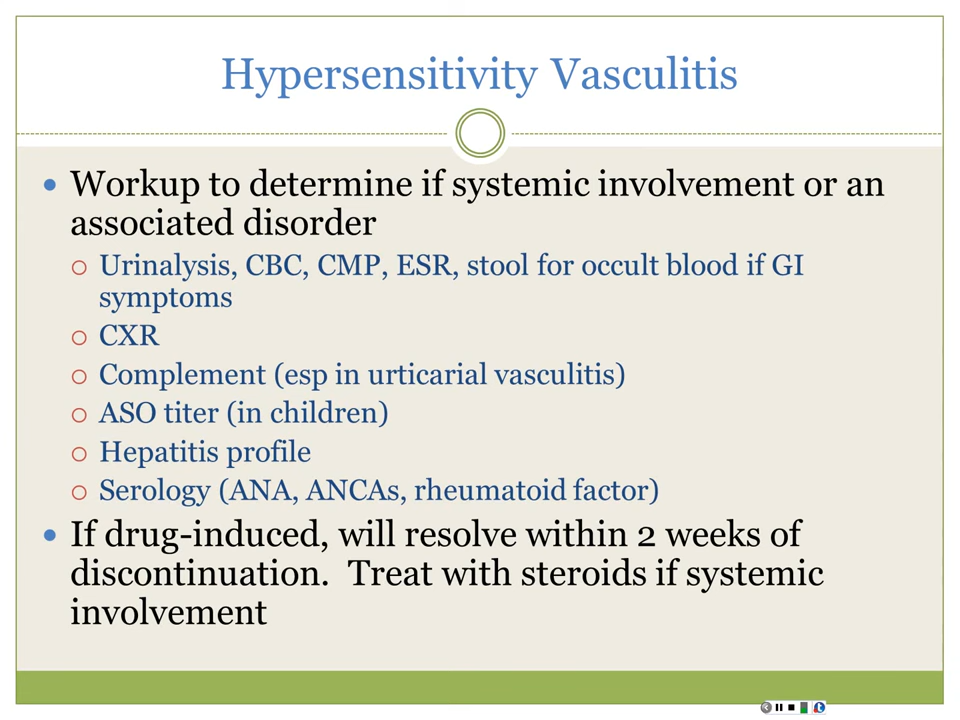 Hypersensitivity Vasculitis
Workup to determine if systemic involvement or an
associated disorder
Urinalysis, CBC, CMP, ESR, stool for occult blood if GI
symptoms
CXR
Complement (esp in urticarial vasculitis)
ASO titer (in children)
Hepatitis profile
Serology (ANA, ANCAs, rheumatoid factor)
If drug-induced, will resolve within 2 weeks of
discontinuation. Treat with steroids if systemic
involvement